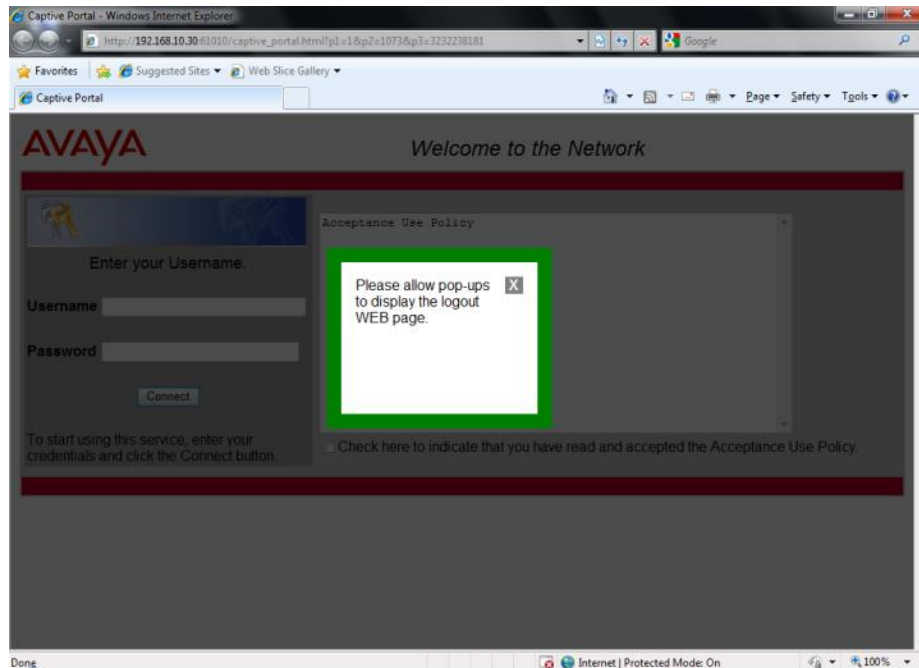 Captive Portal - Windows Internet Explorer
http://192.168.10.30:61010/captive_portal.html?p1=1&p2=1073&p3=3232238181
Google
Favorites Suggested Sites Web Slice Gallery
Captive Portal Page Safety Tools
AVAYA Welcome to the Network
Enter your Username.
Username
Password
Connect
To start using this service, enter your
credentials and click the Connect button.
Acceptance Use Policy
Please allow pop-ups X
to display the logout
WEB page.
Check here to indicate that you have read and accepted the Acceptance Use Policy.
Done Internet | Protected Mode: On 100%